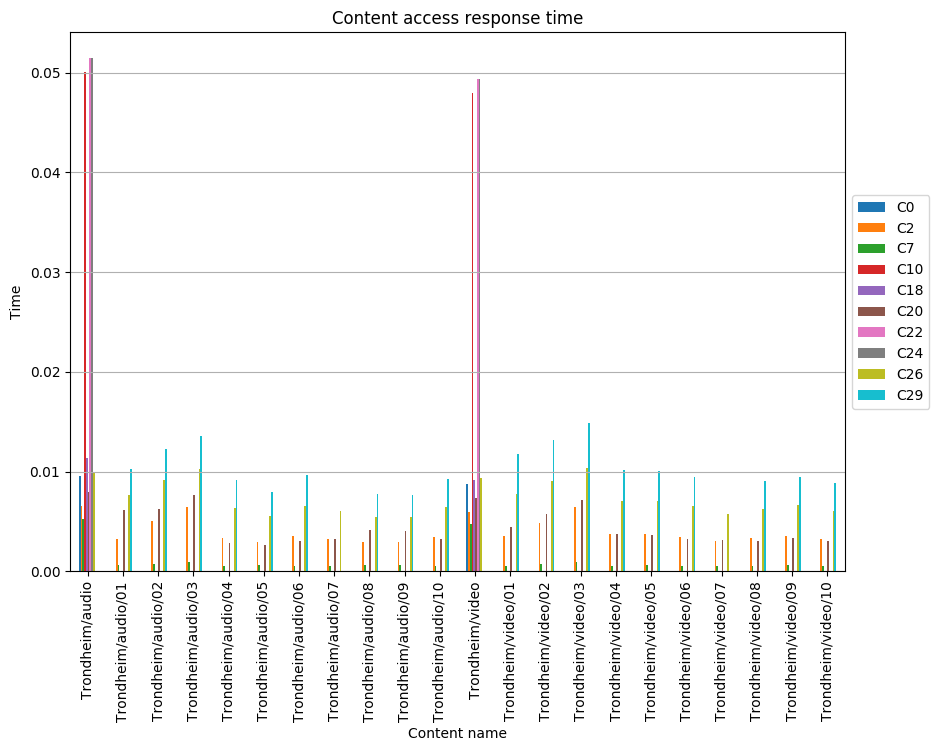 Content access response time
0.05
0.04
0.03
0.02
0.01
0.00
Time
C0
C2
C7
C10
C18
C20
C22
C24
C26
C29
Trondheim/audio
Trondheim/audio/01
Trondheim/audio/02
Trondheim/audio/03
Trondheim/audio/04
Trondheim/audio/05
Trondheim/audio/06
Trondheim/audio/07
Trondheim/audio/08
Trondheim/audio/09
Trondheim/audio/10
Trondheim/video
Trondheim/video/01
Trondheim/video/02
Trondheim/video/03
Trondheim/video/04
Trondheim/video/05
Trondheim/video/06
Trondheim/video/07
Trondheim/video/08
Trondheim/video/09
Trondheim/video/10
Content name